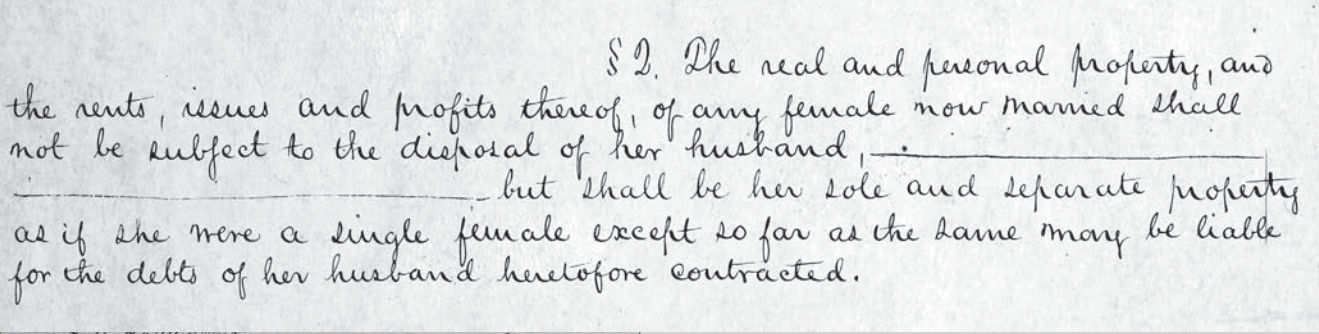 § 2. The real and personal property, and
the rents, issues and profits thereof, of any female now married shall
not be subject to the disposal of her husband,
but shall be her sole and separate property
as if she were a single female except so far as the same may be liable
for the debts of her husband heretofore contracted.